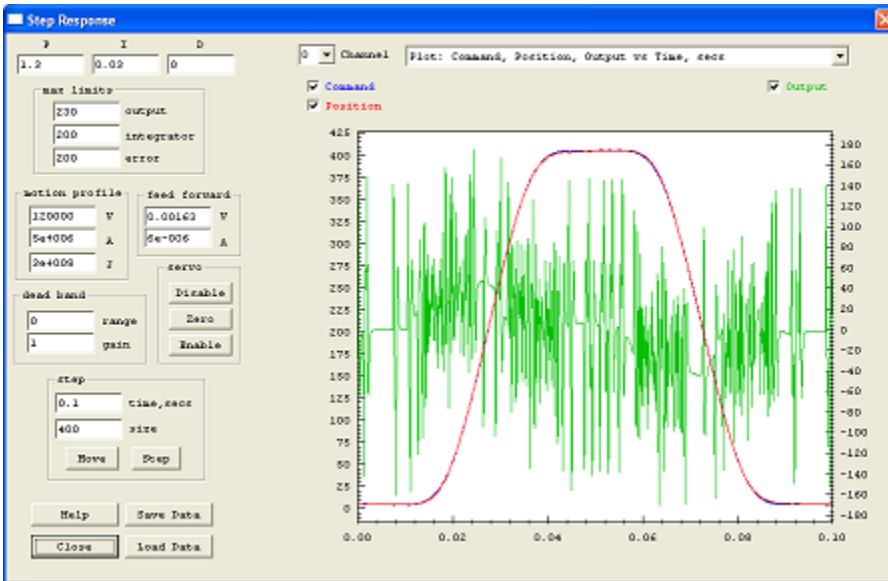 Step Response
P I D
1.2 0.02 0
0 Channel Plot: Command, Position, Output vs Time, secs
Command
Output
Position
max limits
230 output
200 integrator
200 error
motion profile
120000 V
5e+006 A
J
feed forward
0.00163 V
6e-006 A
servo
Disable
Zero
Enable
dead band
0 range
1 gain
step
0.1 time,secs
400 size
Move Step
Help Save Data
Close Load Data
425
400
375
350
325
300
275
250
225
200
175
150
125
100
75
50
25
0
180
160
140
120
100
80
60
40
20
0
-20
-40
-60
-80
-100
-120
-140
-160
-180
0.00 0.02 0.04 0.06 0.08 0.10